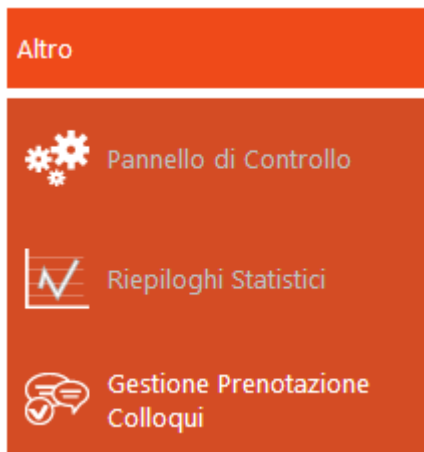 Altro
Pannello di Controllo
Riepiloghi Statistici
Gestione Prenotazione
Colloqui